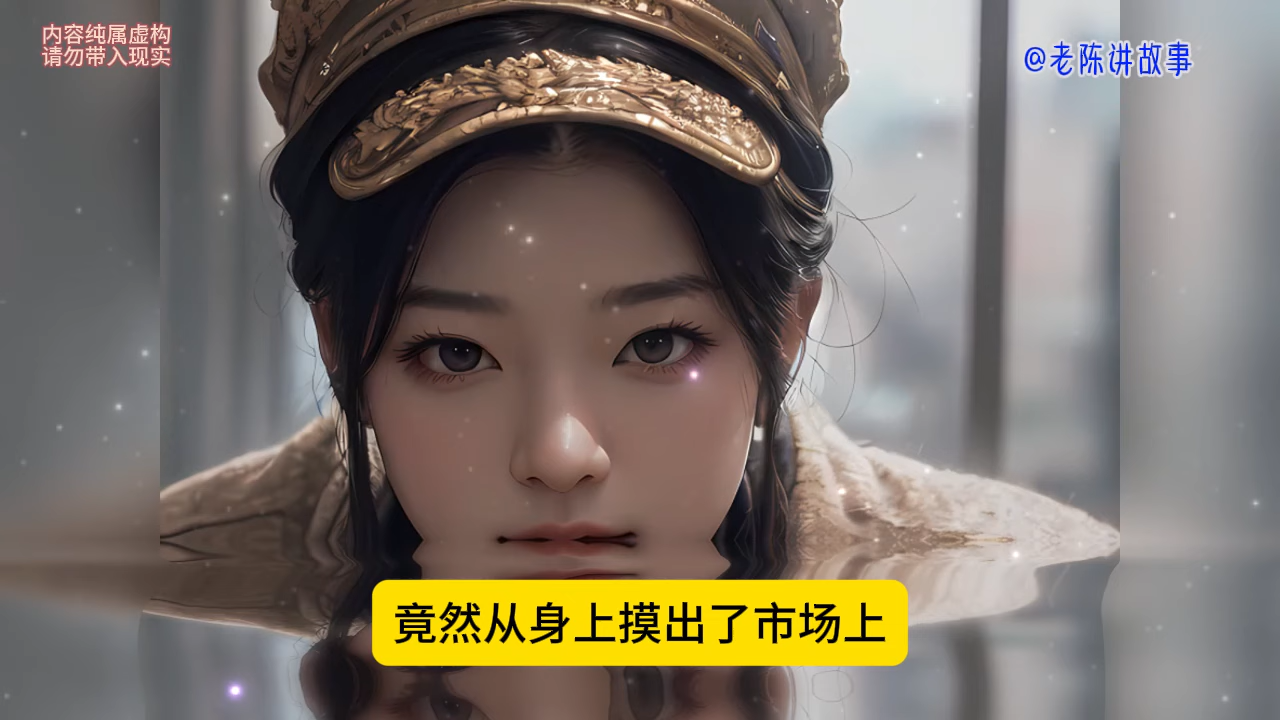 内容纯属虚构
请勿带入现实
@老陈讲故事
竟然从身上摸出了市场上